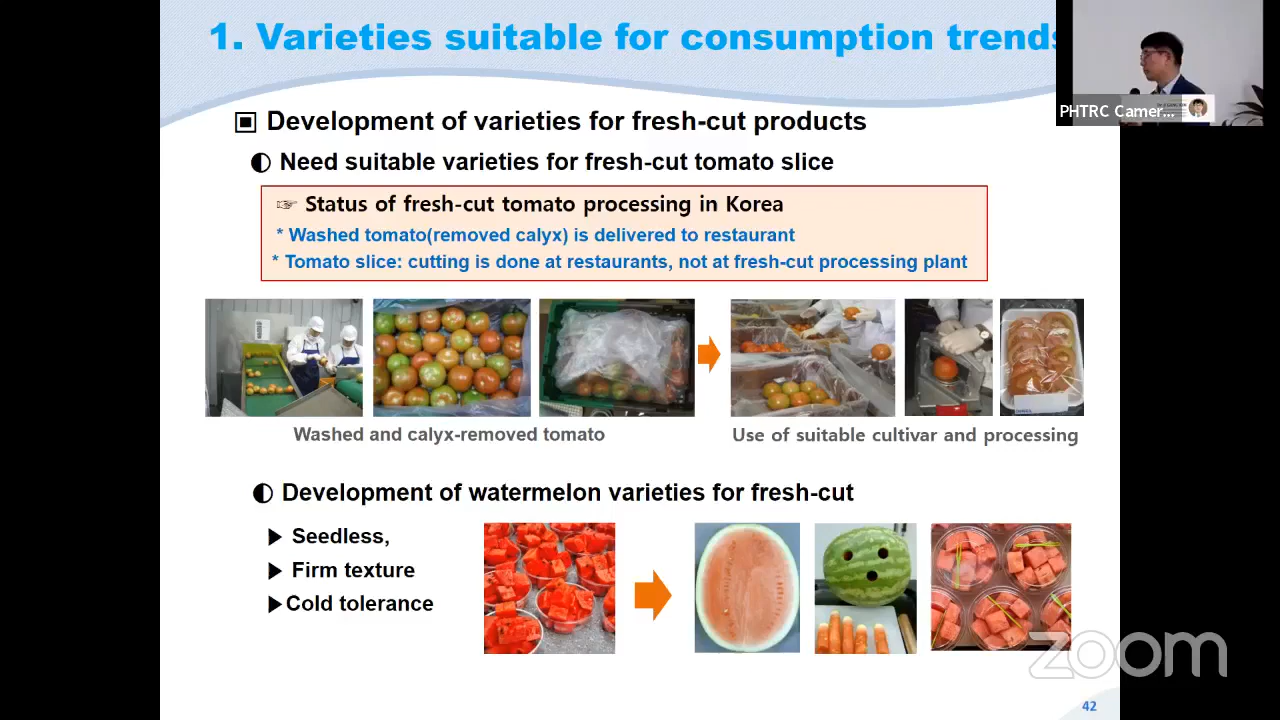 1. Varieties suitable for consumption trends
PHTRC Camer...
▣ Development of varieties for fresh-cut products
◐ Need suitable varieties for fresh-cut tomato slice
☞ Status of fresh-cut tomato processing in Korea
* Washed tomato(removed calyx) is delivered to restaurant
* Tomato slice: cutting is done at restaurants, not at fresh-cut processing plant
Washed and calyx-removed tomato
Use of suitable cultivar and processing
◐ Development of watermelon varieties for fresh-cut
▶ Seedless,
▶ Firm texture
▶Cold tolerance
zoom
42